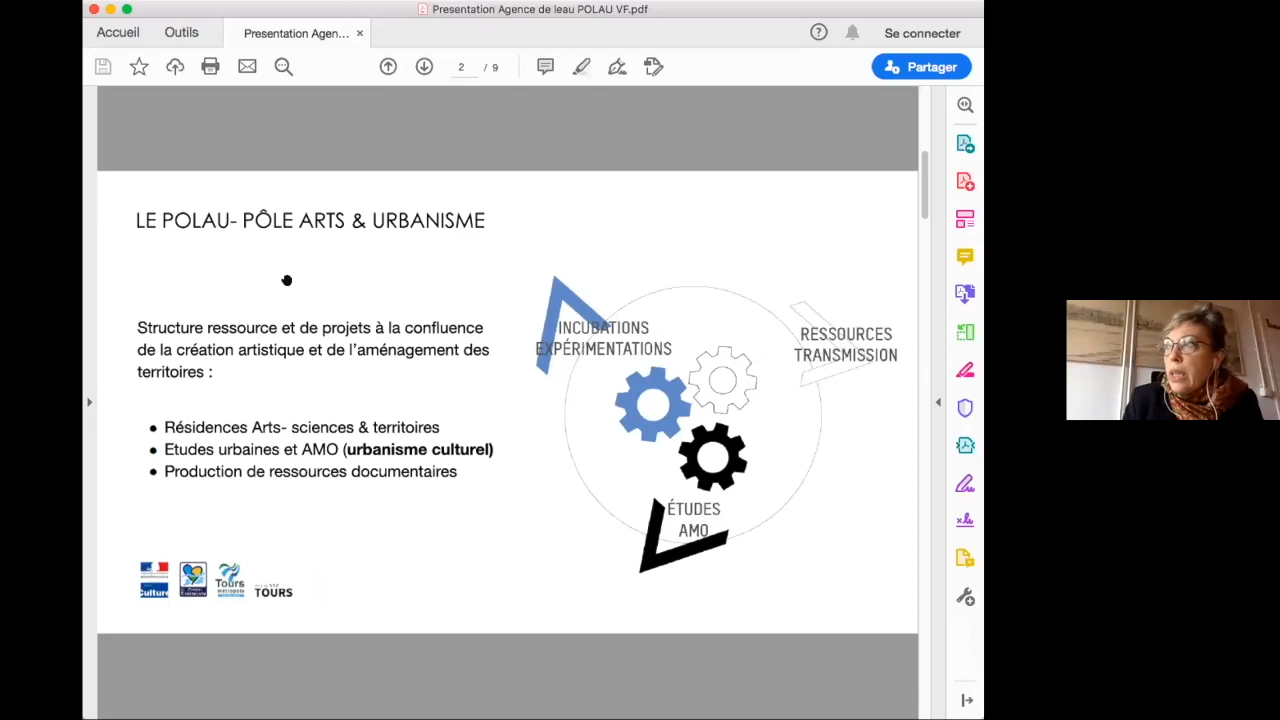 Presentation Agence de leau POLAU VF.pdf
Accueil
Outils
Presentation Agen...
Se connecter
2 / 9
Partager
LE POLAU- PÔLE ARTS & URBANISME
Structure ressource et de projets à la confluence
de la création artistique et de l’aménagement des
territoires :
• Résidences Arts- sciences & territoires
• Etudes urbaines et AMO (urbanisme culturel)
• Production de ressources documentaires
INCUBATIONS
EXPÉRIMENTATIONS
RESSOURCES
TRANSMISSION
ÉTUDES
AMO
Culture
Tours
métropole
TOURS